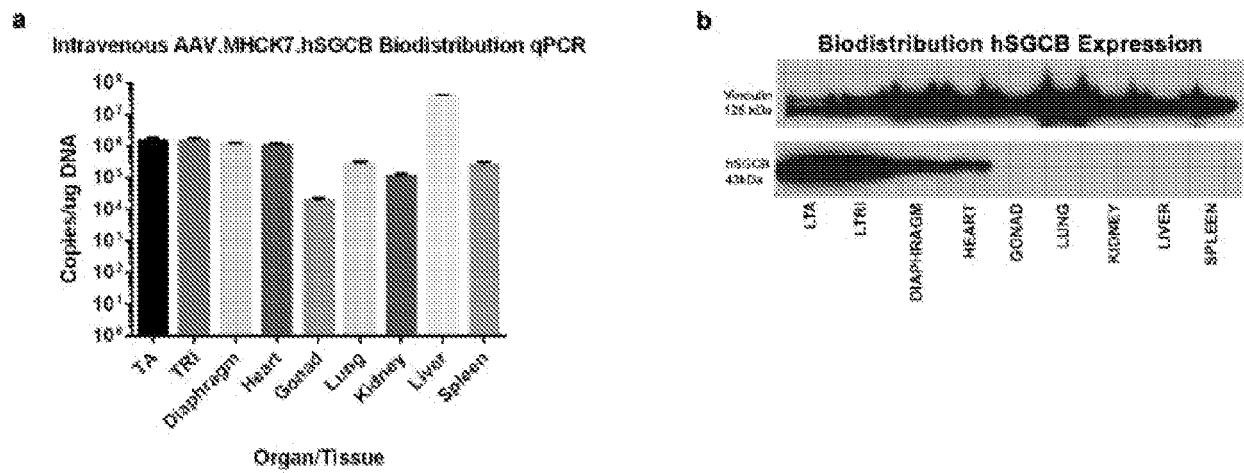 a
Intravenous AAV.MHCK7.hSGCB Biodistribution qPCR
Copies/ug DNA
10⁸
10⁷
10⁶
10⁵
10⁴
10³
10²
10¹
10⁰
TA
TRI
Diaphragm
Heart
Gonad
Lung
Kidney
Liver
Spleen
Organ/Tissue
b
Biodistribution hSGCB Expression
kDa
hSGCB
43kDa
LTA
LTRI
DIAPHRAGM
HEART
GONAD
LUNG
KIDNEY
LIVER
SPLEEN